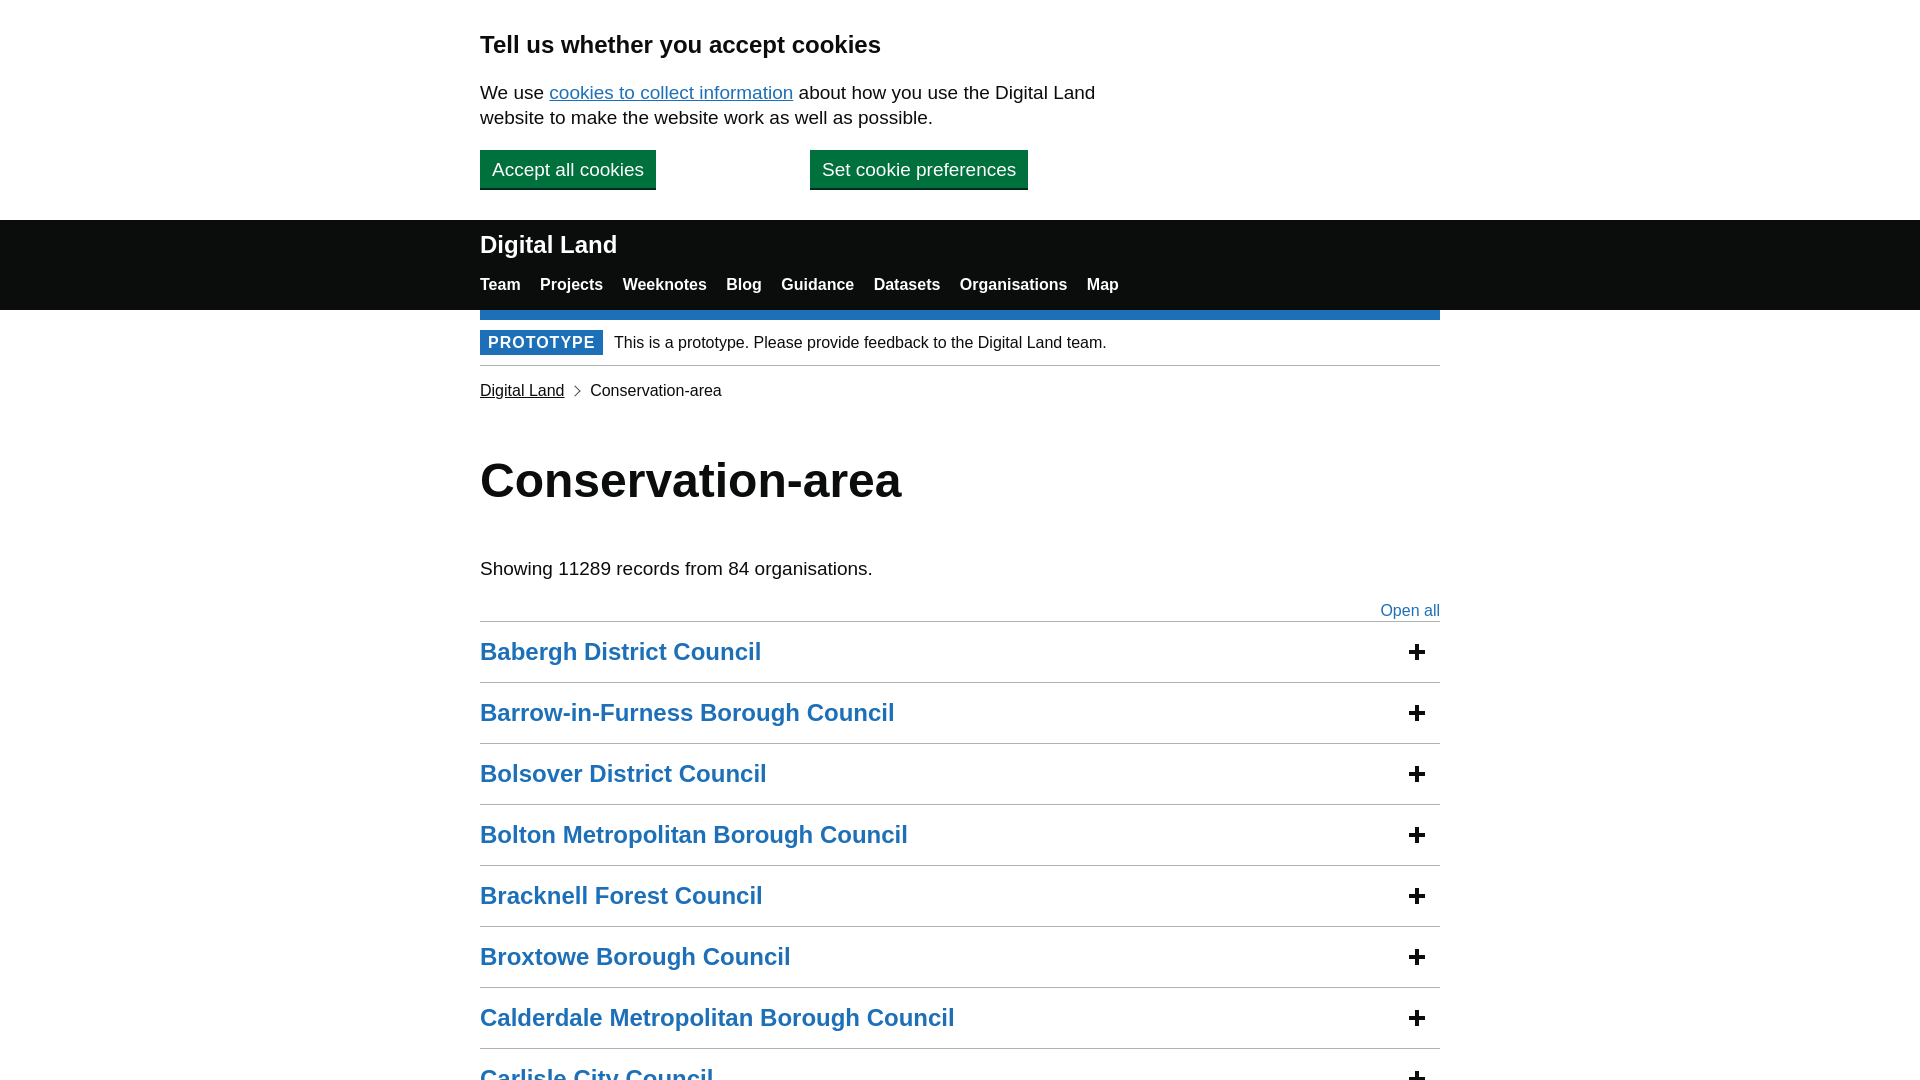 Tell us whether you accept cookies
We use cookies to collect information about how you use the Digital Land
website to make the website work as well as possible.
Accept all cookies Set cookie preferences
Digital Land
Team Projects Weeknotes Blog Guidance Datasets Organisations Map
PROTOTYPE This is a prototype. Please provide feedback to the Digital Land team.
Digital Land Conservation-area
Conservation-area
Showing 11289 records from 84 organisations.
Open all
Babergh District Council
Barrow-in-Furness Borough Council
Bolsover District Council
Bolton Metropolitan Borough Council
Bracknell Forest Council
Broxtowe Borough Council
Calderdale Metropolitan Borough Council
Carlisle City Council